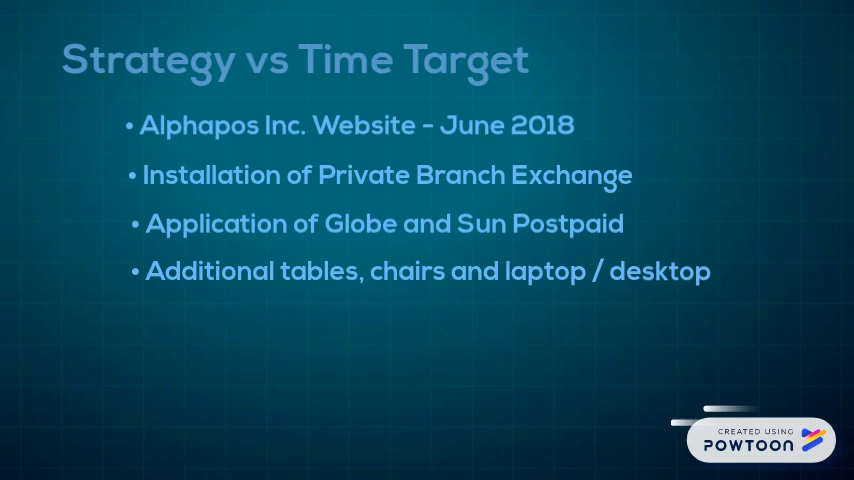 Strategy vs Time Target
• Alphapos Inc. Website - June 2018
• Installation of Private Branch Exchange
• Application of Globe and Sun Postpaid
• Additional tables, chairs and laptop / desktop
CREATED USING
POWTOON